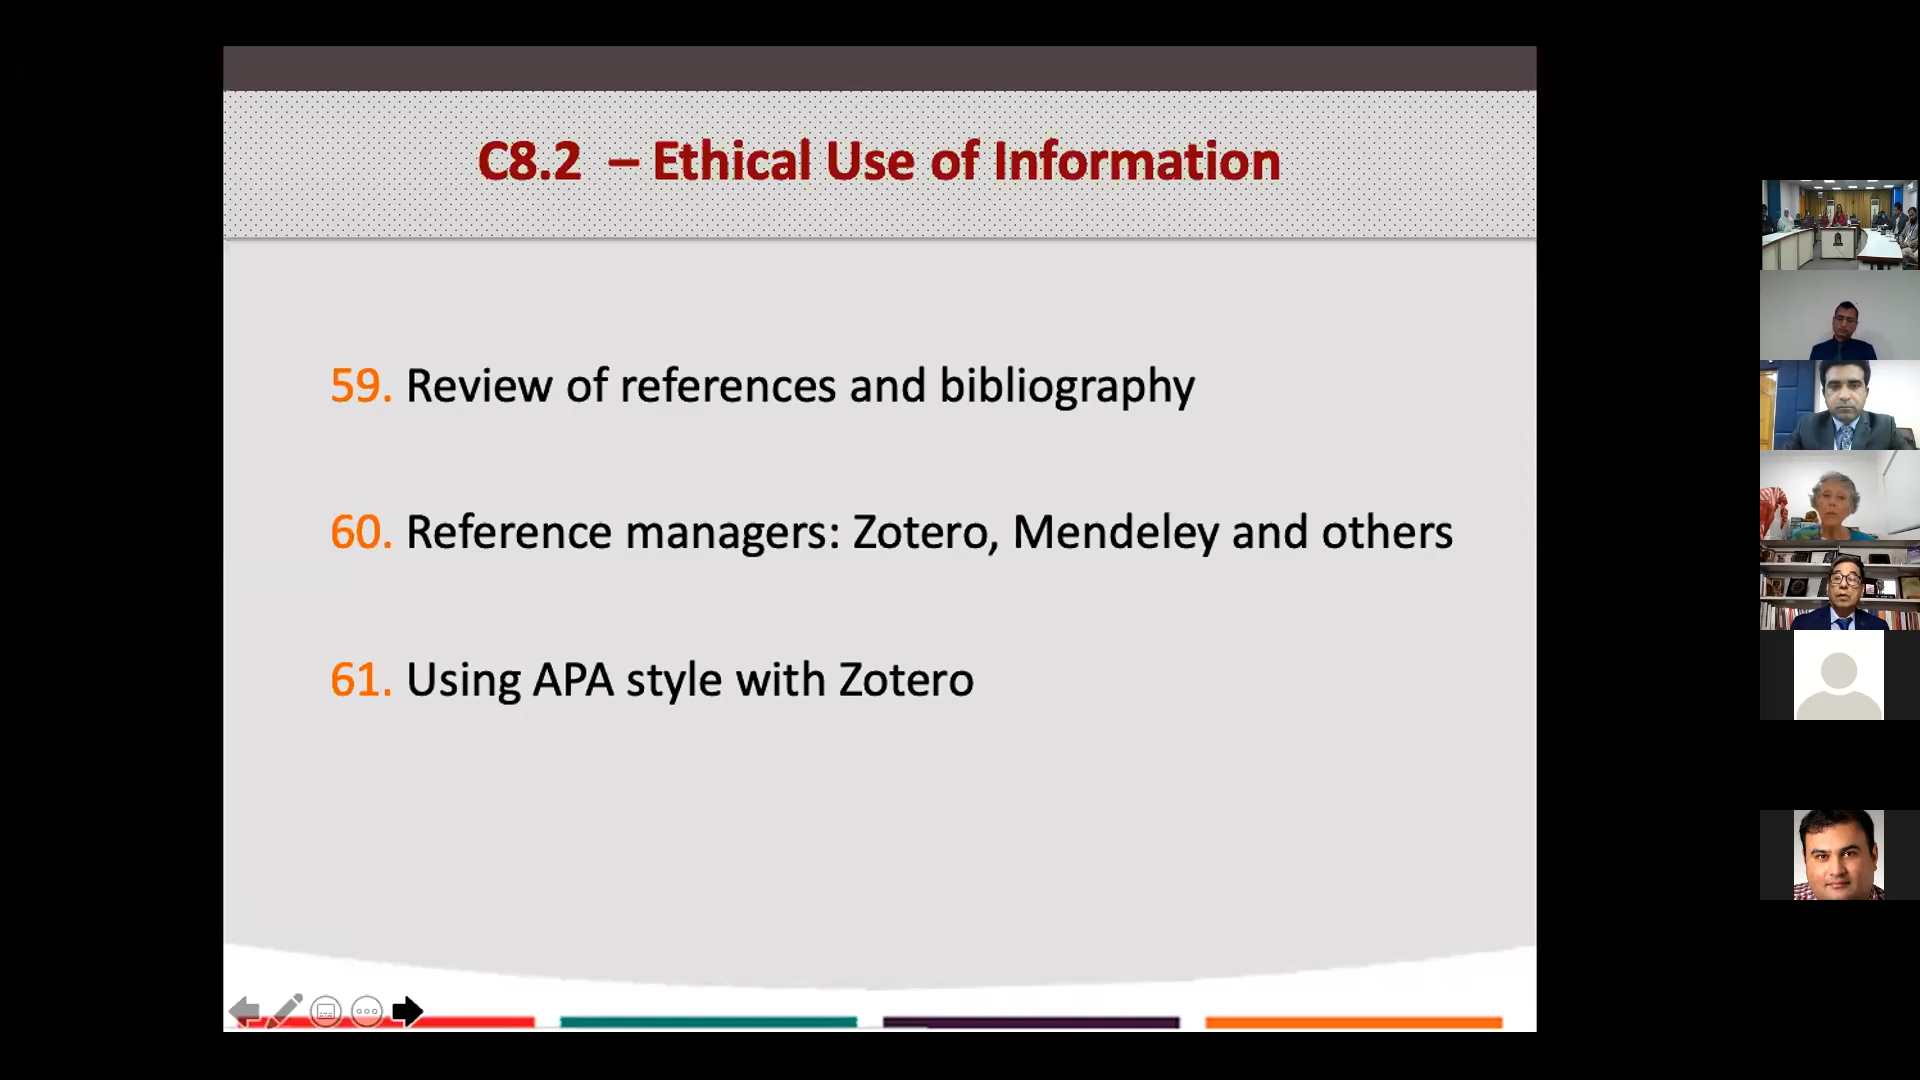 C8.2 – Ethical Use of Information
59. Review of references and bibliography
60. Reference managers: Zotero, Mendeley and others
61. Using APA style with Zotero